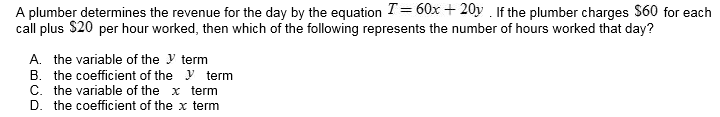 A plumber determines the revenue for the day by the equation T = 60x + 20y . If the plumber charges $60 for each
call plus $20 per hour worked, then which of the following represents the number of hours worked that day?
A. the variable of the y term
B. the coefficient of the y term
C. the variable of the x term
D. the coefficient of the x term